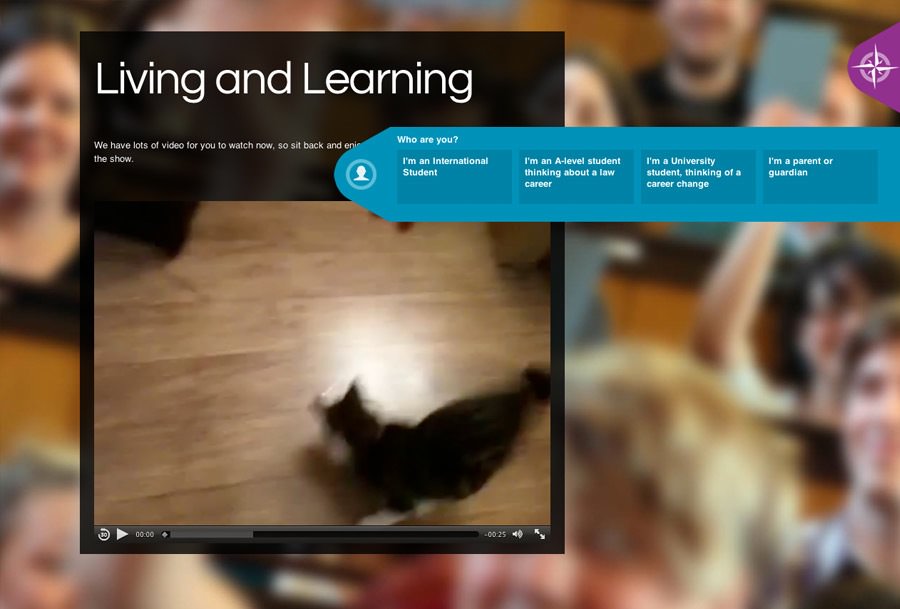 Living and Learning
We have lots of video for you to watch now, so sit back and enjoy
the show.
Who are you?
I'm an International
Student
I'm an A-level student
thinking about a law
career
I'm a University
student, thinking of a
career change
I'm a parent or
guardian
30
00:00
-00:25